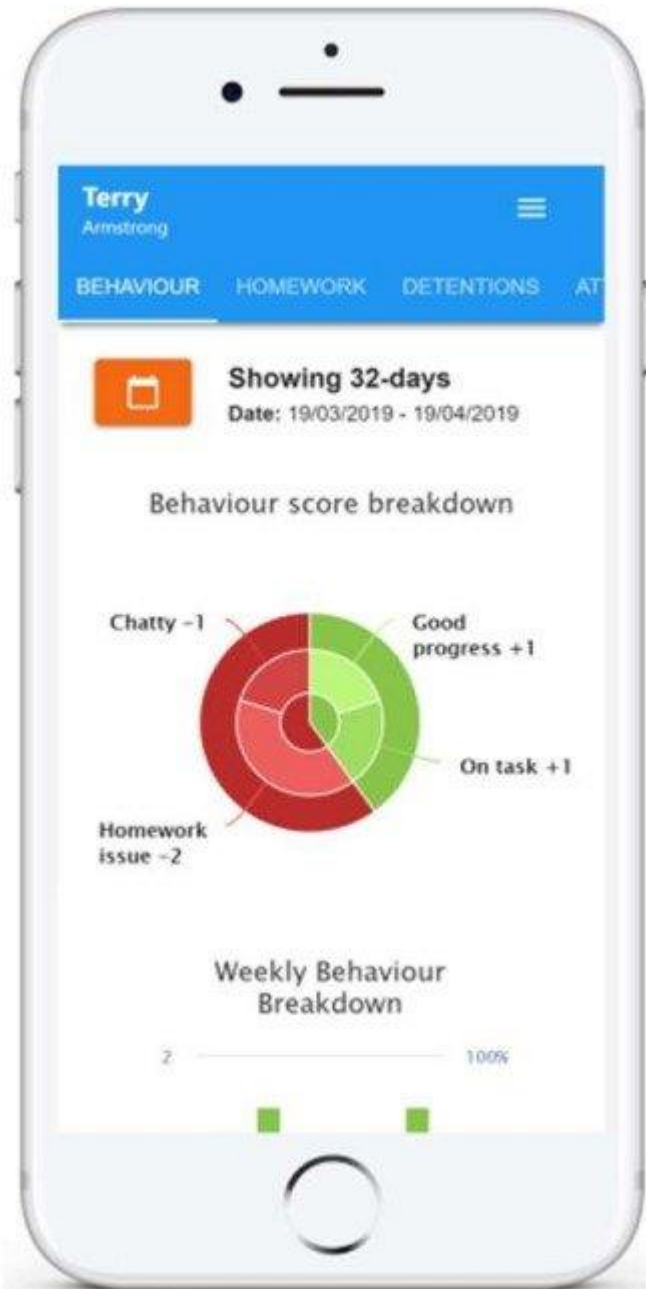 Terry
Armstrong
BEHAVIOUR HOMEWORK DETENTIONS AT
Showing 32-days
Date: 19/03/2019 - 19/04/2019
Behaviour score breakdown
Chatty -1
Good
progress +1
On task +1
Homework
issue -2
Weekly Behaviour
Breakdown
2 100%